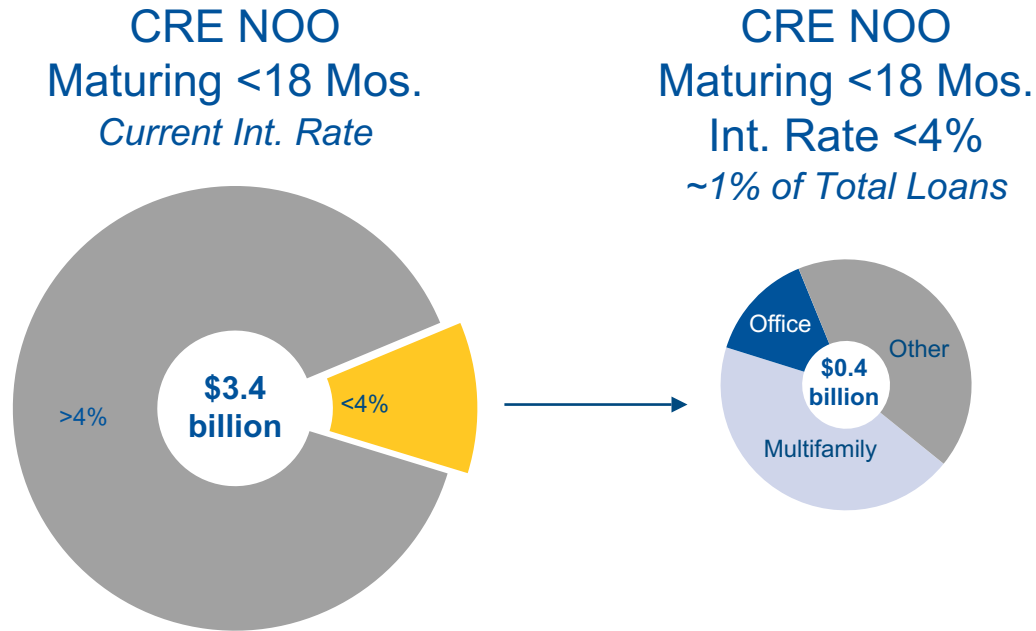 CRE NOO
Maturing <18 Mos.
Current Int. Rate
>4%
$3.4
billion
<4%
CRE NOO
Maturing <18 Mos.
Int. Rate <4%
~1% of Total Loans
Office
Other
$0.4
billion
Multifamily